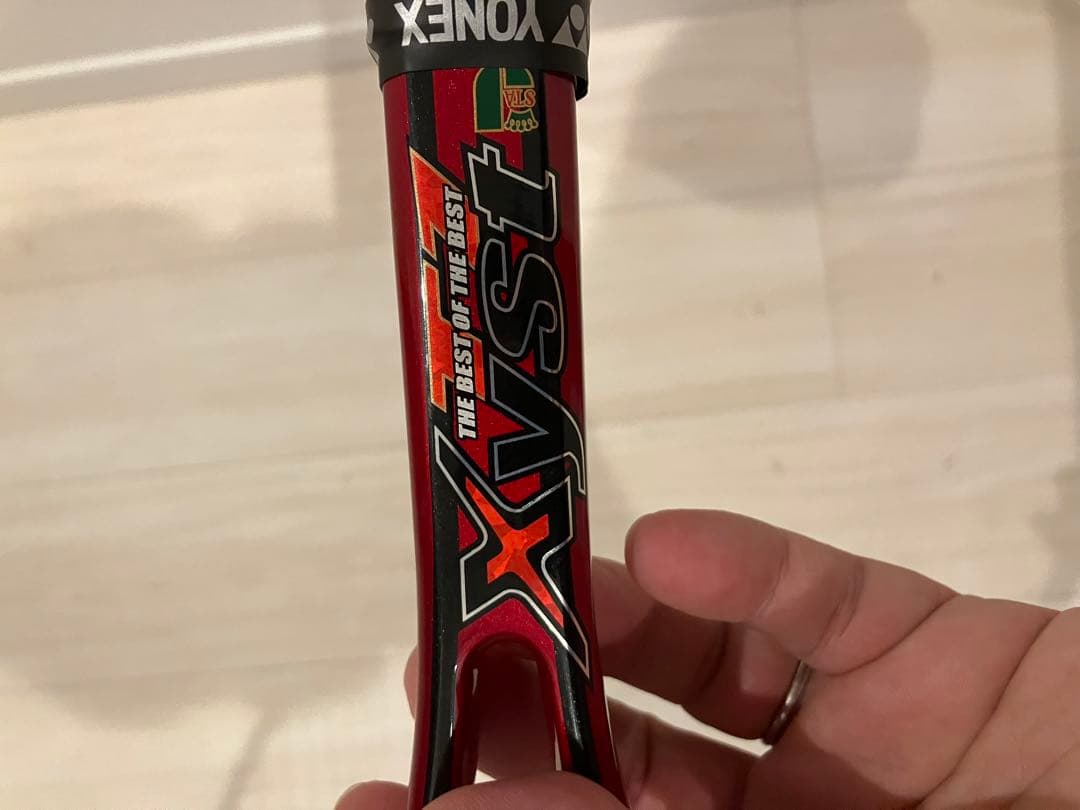 YONEX
STA
THE BEST OF THE BEST
Xyst